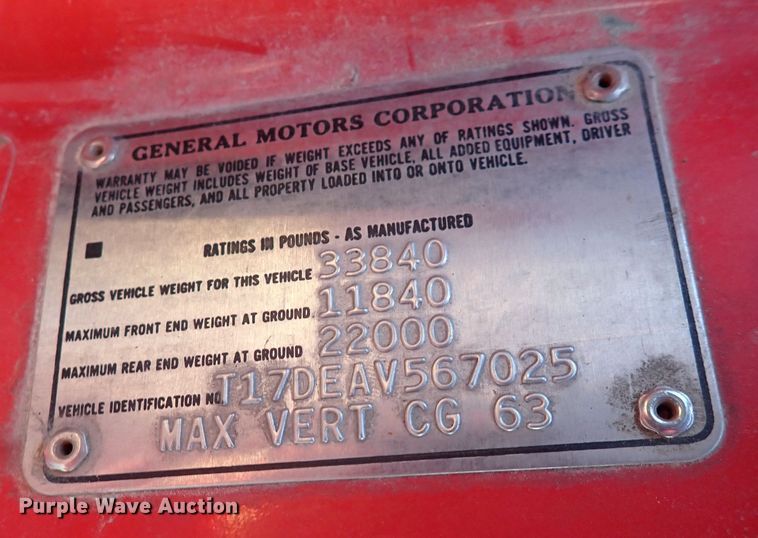 GENERAL MOTORS CORPORATION
WARRANTY MAY BE VOIDED IF WEIGHT EXCEEDS ANY OF RATINGS SHOWN. GROSS
VEHICLE WEIGHT INCLUDES WEIGHT OF BASE VEHICLE, ALL ADDED EQUIPMENT, DRIVER
AND PASSENGERS, AND ALL PROPERTY LOADED INTO OR ONTO VEHICLE.
RATINGS IN POUNDS - AS MANUFACTURED
GROSS VEHICLE WEIGHT FOR THIS VEHICLE 33840
MAXIMUM FRONT END WEIGHT AT GROUND 11840
MAXIMUM REAR END WEIGHT AT GROUND 22000
VEHICLE IDENTIFICATION NO. T17DEAV567025
MAX VERT CG 63
Purple Wave Auction